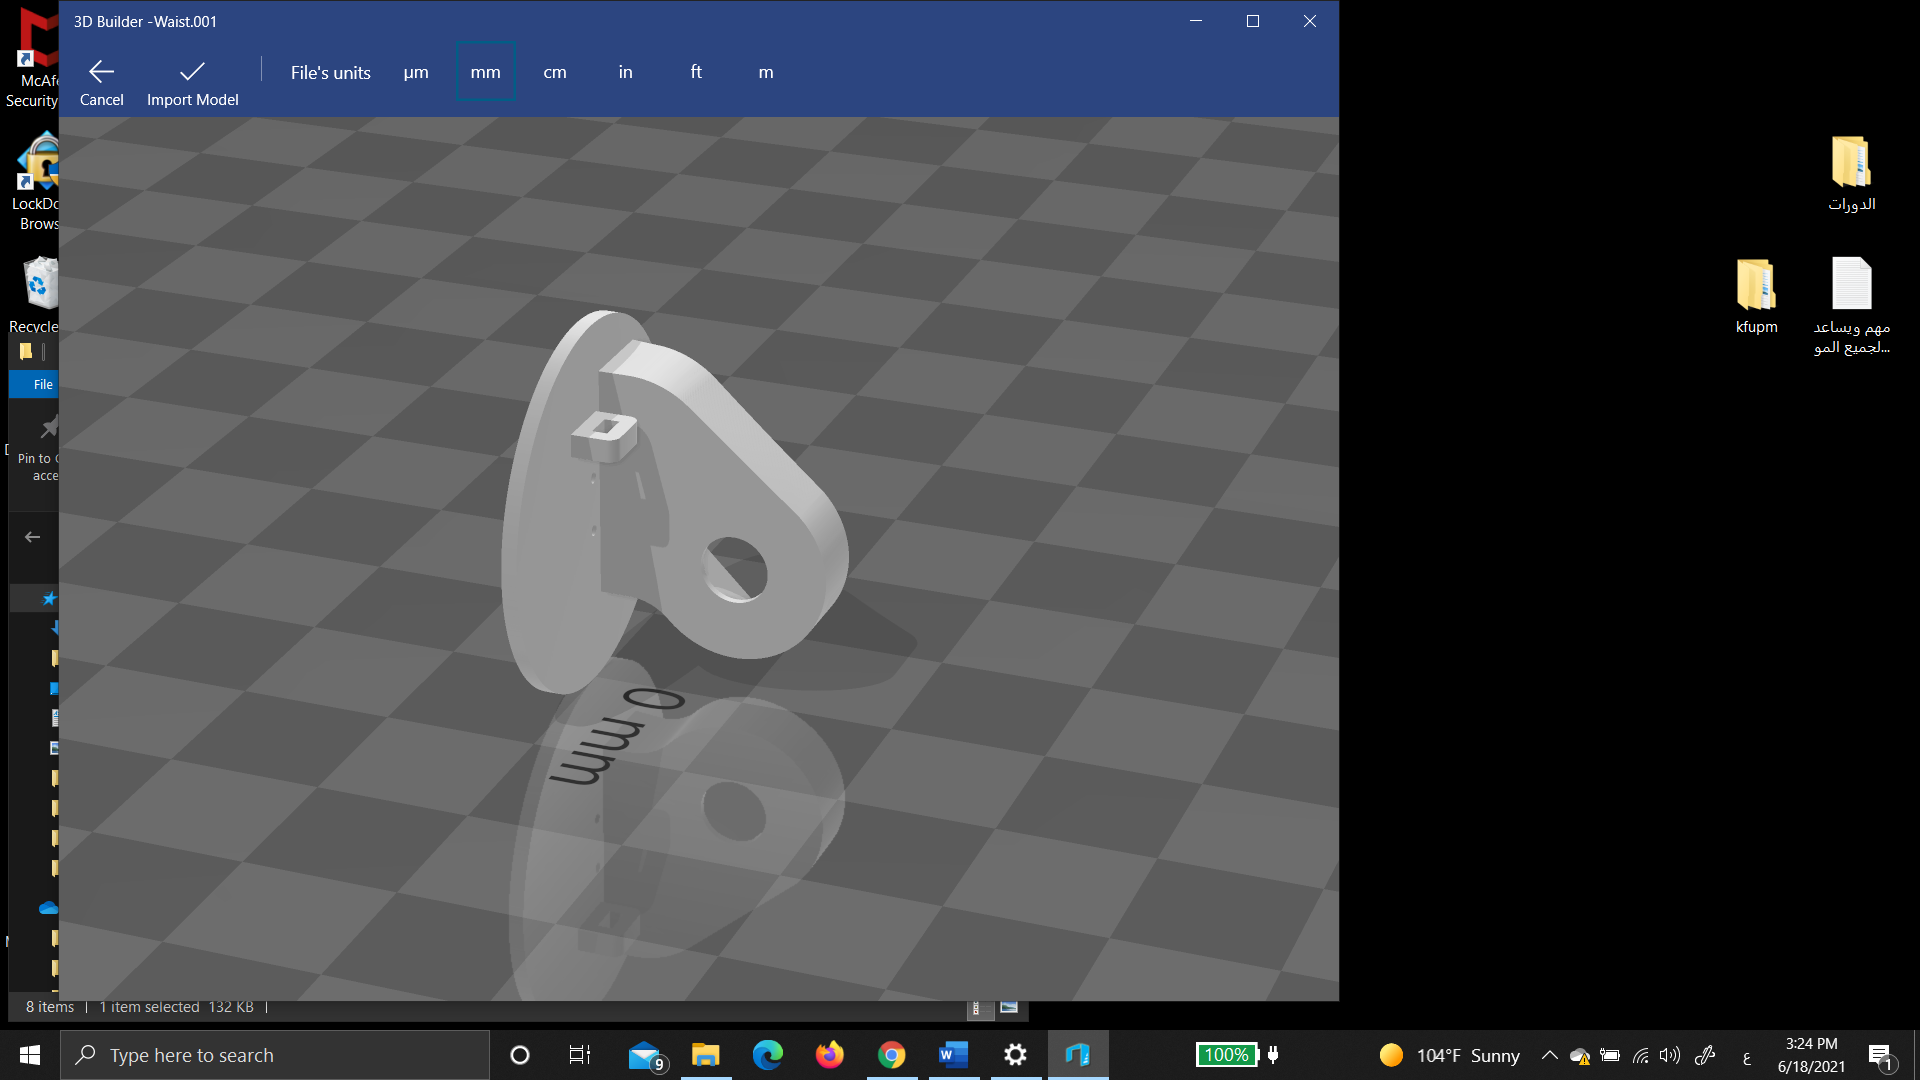 3D Builder -Waist.001
Cancel
Import Model
File's units
µm
mm
cm
in
ft
m
Security
LockDo
Brows
Recycle
File
Pin to
acce
0 mm
8 items
1 item selected 132 KB
الدورات
kfupm
مهم ويساعد
لجميع المو...
Type here to search
9
100%
104°F Sunny
ع
3:24 PM
6/18/2021
1